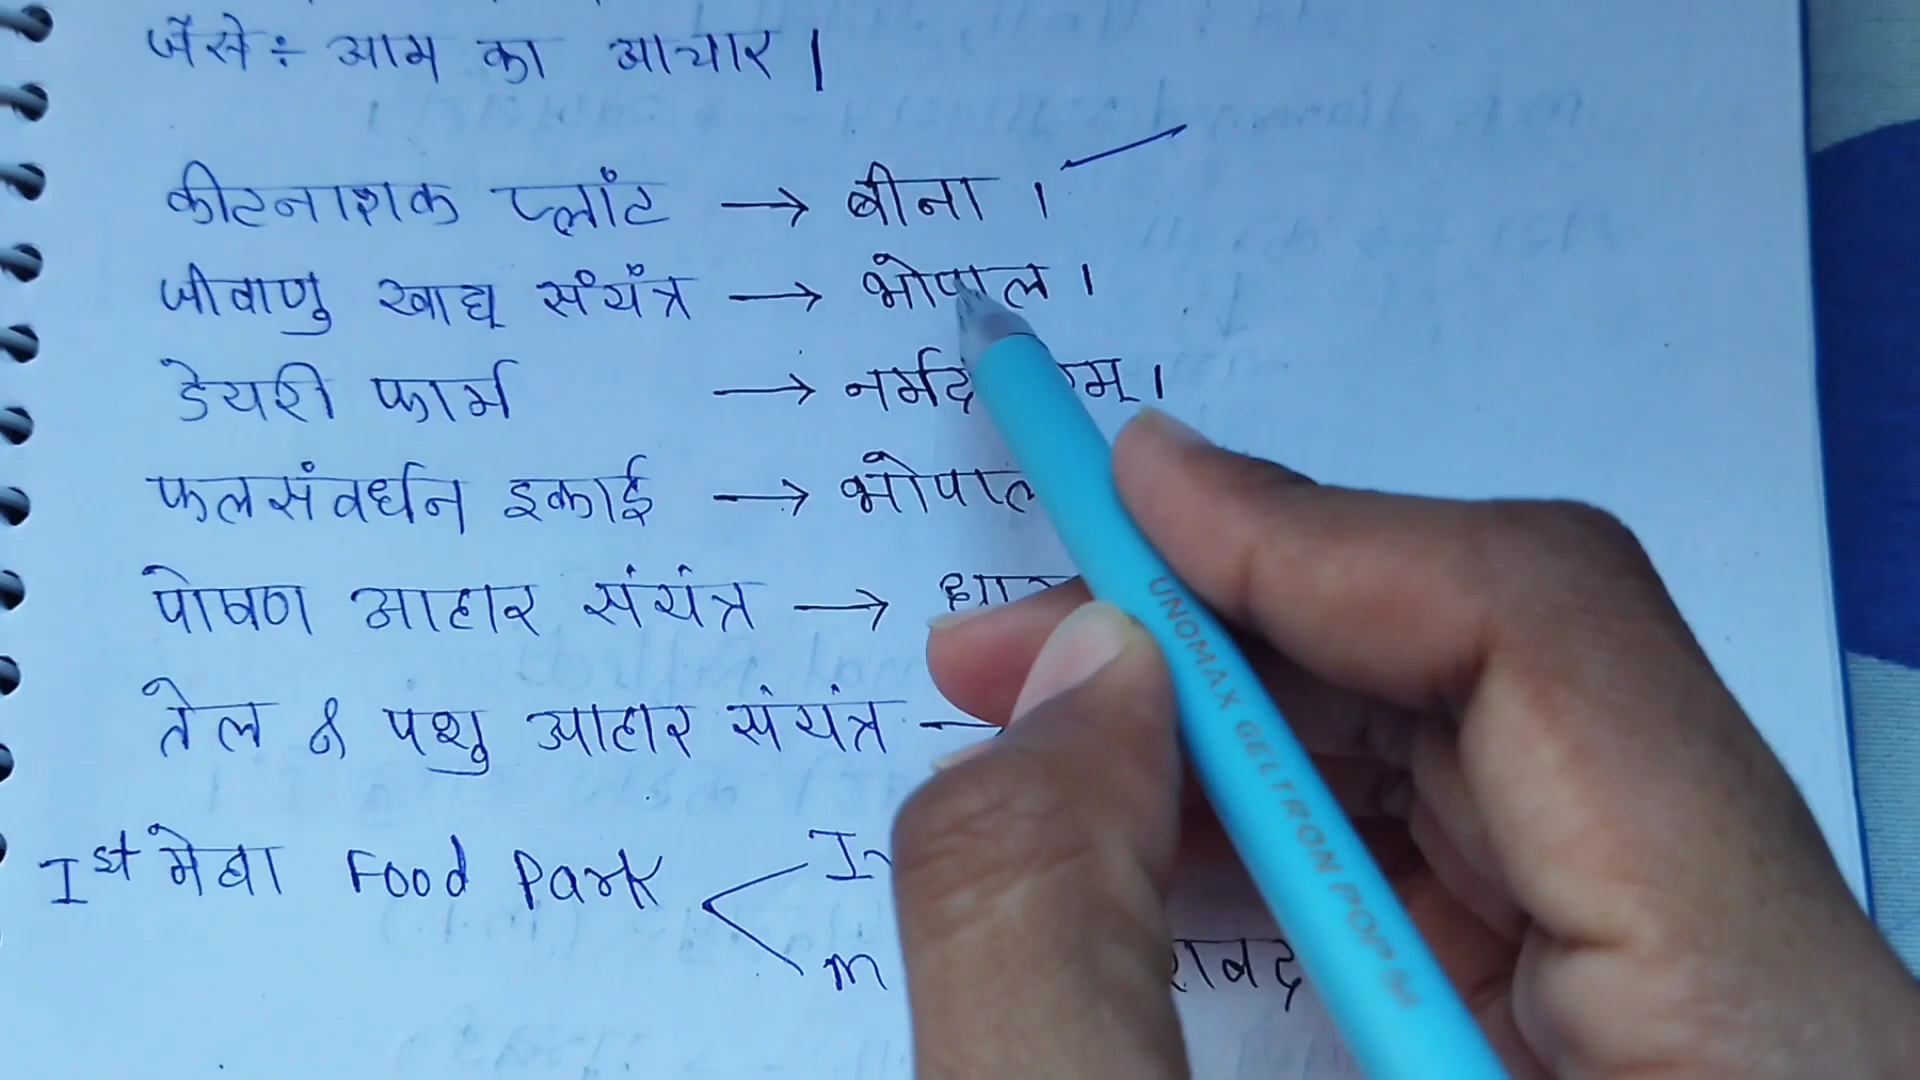 जैसे ÷ आम का आचार |
कीटनाशक प्लाँट → बीना ।
जीवाणु खाद्य संयंत्र → भोपाल ।
डेयरी फार्म →
फलसंवर्धन इकाई → भोपाल
पोषण आहार संयंत्र →
तेल & पशु आहार संयंत्र
Ist मेवा Food Park
UNOMAX GELTRON POP